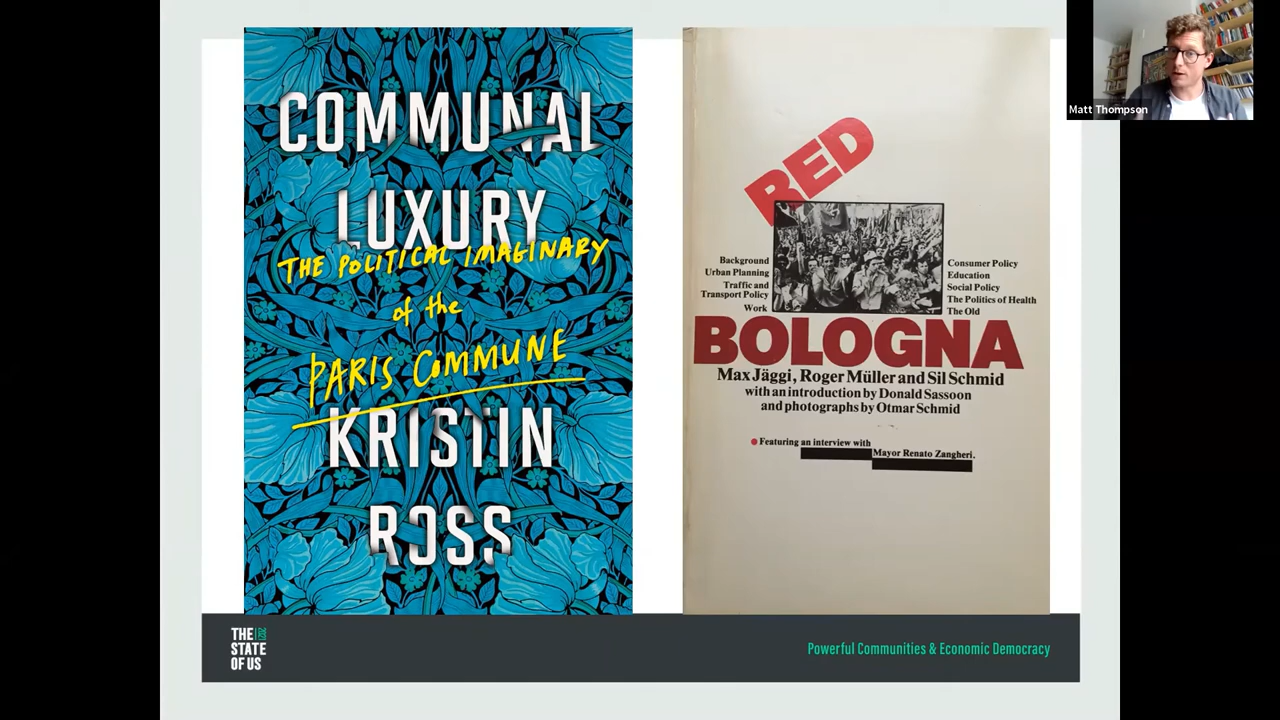 COMMUNAL
LUXURY
THE POLITICAL IMAGINARY
of the
PARIS COMMUNE
KRISTIN
ROSS
RED
Background
Urban Planning
Traffic and
Transport Policy
Work
Consumer Policy
Education
Social Policy
The Politics of Health
The Old
BOLOGNA
Max Jäggi, Roger Müller and Sil Schmid
with an introduction by Donald Sassoon
and photographs by Otmar Schmid
Featuring an interview with
Mayor Renato Zangheri.
Matt Thompson
THE
STATE
OF US
Powerful Communities & Economic Democracy